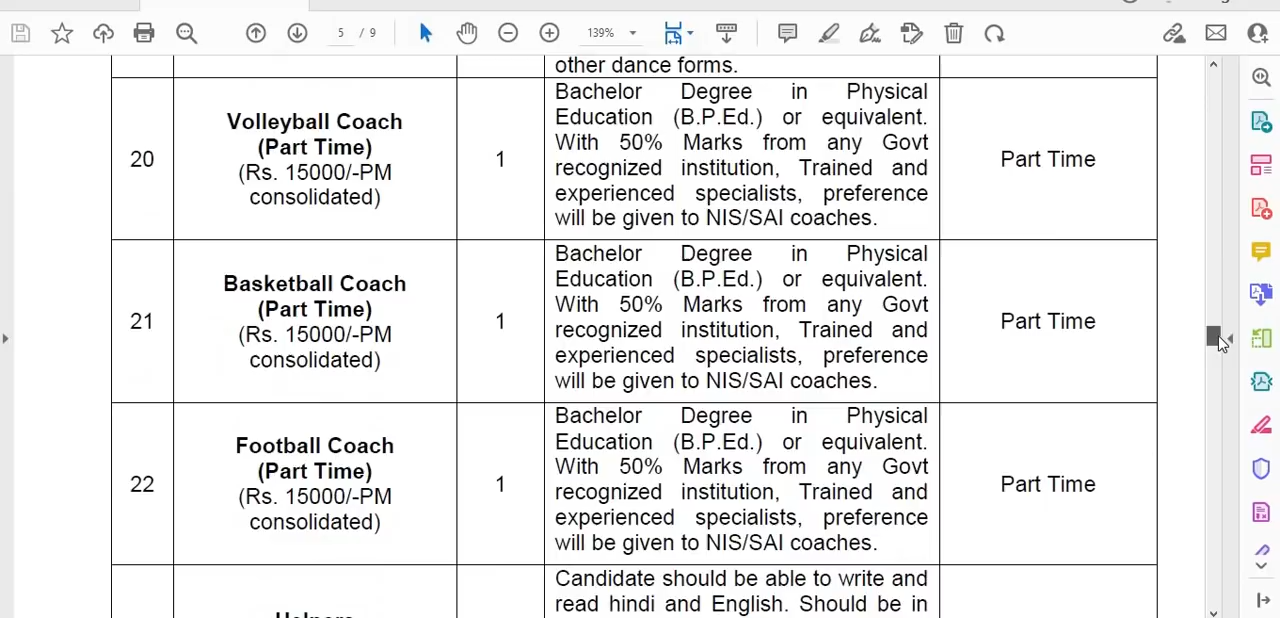 5 / 9
139%
other dance forms.
20
Volleyball Coach
(Part Time)
(Rs. 15000/-PM
consolidated)
1
Bachelor Degree in Physical
Education (B.P.Ed.) or equivalent.
With 50% Marks from any Govt
recognized institution, Trained and
experienced specialists, preference
will be given to NIS/SAI coaches.
Part Time
21
Basketball Coach
(Part Time)
(Rs. 15000/-PM
consolidated)
1
Bachelor Degree in Physical
Education (B.P.Ed.) or equivalent.
With 50% Marks from any Govt
recognized institution, Trained and
experienced specialists, preference
will be given to NIS/SAI coaches.
Part Time
22
Football Coach
(Part Time)
(Rs. 15000/-PM
consolidated)
1
Bachelor Degree in Physical
Education (B.P.Ed.) or equivalent.
With 50% Marks from any Govt
recognized institution, Trained and
experienced specialists, preference
will be given to NIS/SAI coaches.
Part Time
Candidate should be able to write and
read hindi and English. Should be in